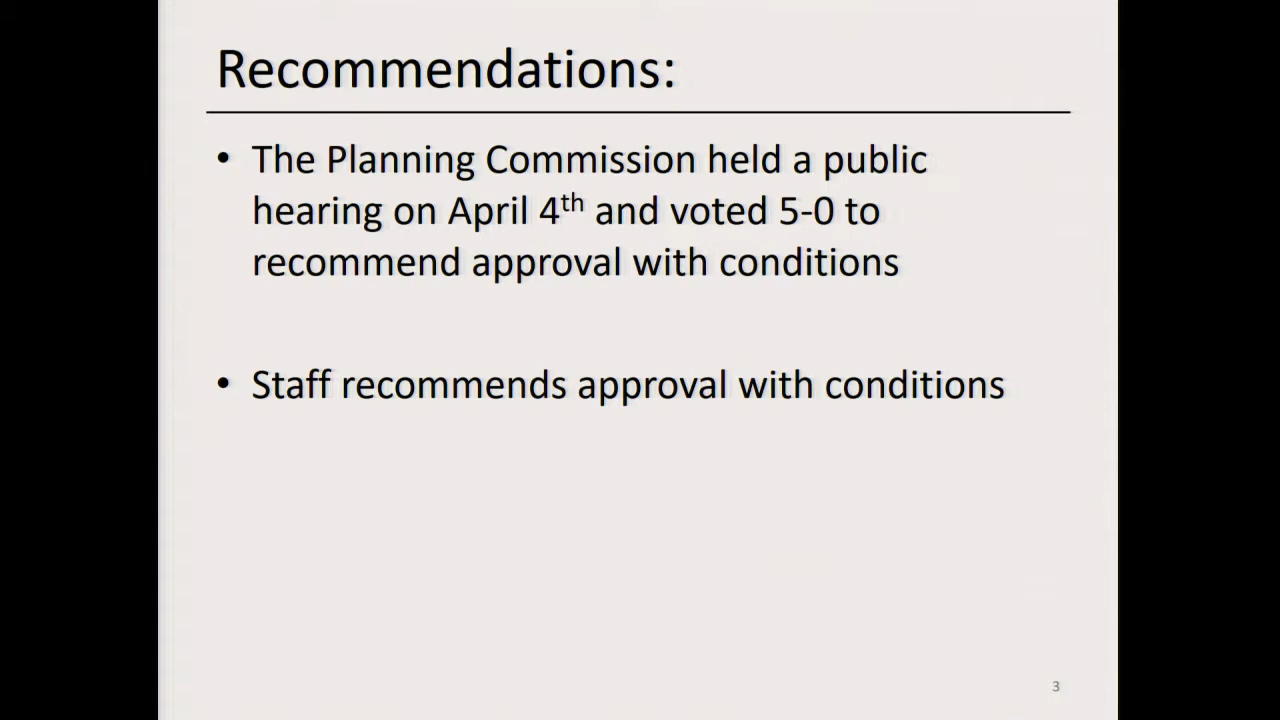 Recommendations:
• The Planning Commission held a public
hearing on April 4th and voted 5-0 to
recommend approval with conditions
• Staff recommends approval with conditions
3